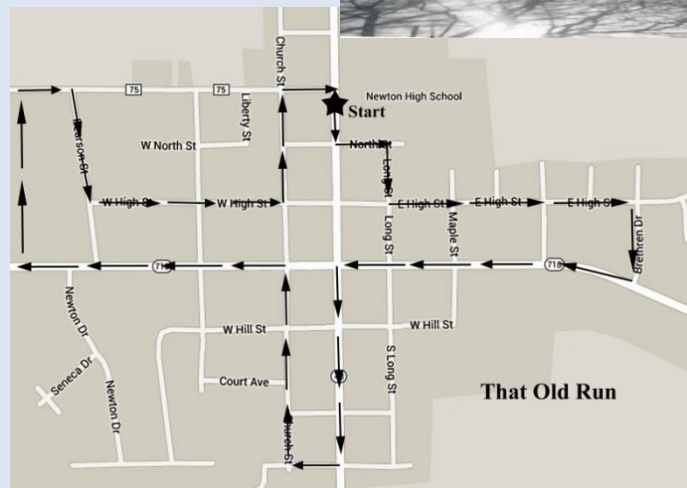 Church St
75
75
Newton High School
Start
Liberty St
Pearson St
W North St
North St
Long St
W High St
W High St
E High St
E High St
E High St
Long St
Maple St
Brethren Dr
718
718
Newton Dr
W Hill St
W Hill St
Seneca Dr
Newton Dr
Court Ave
S Long St
Church St
That Old Run